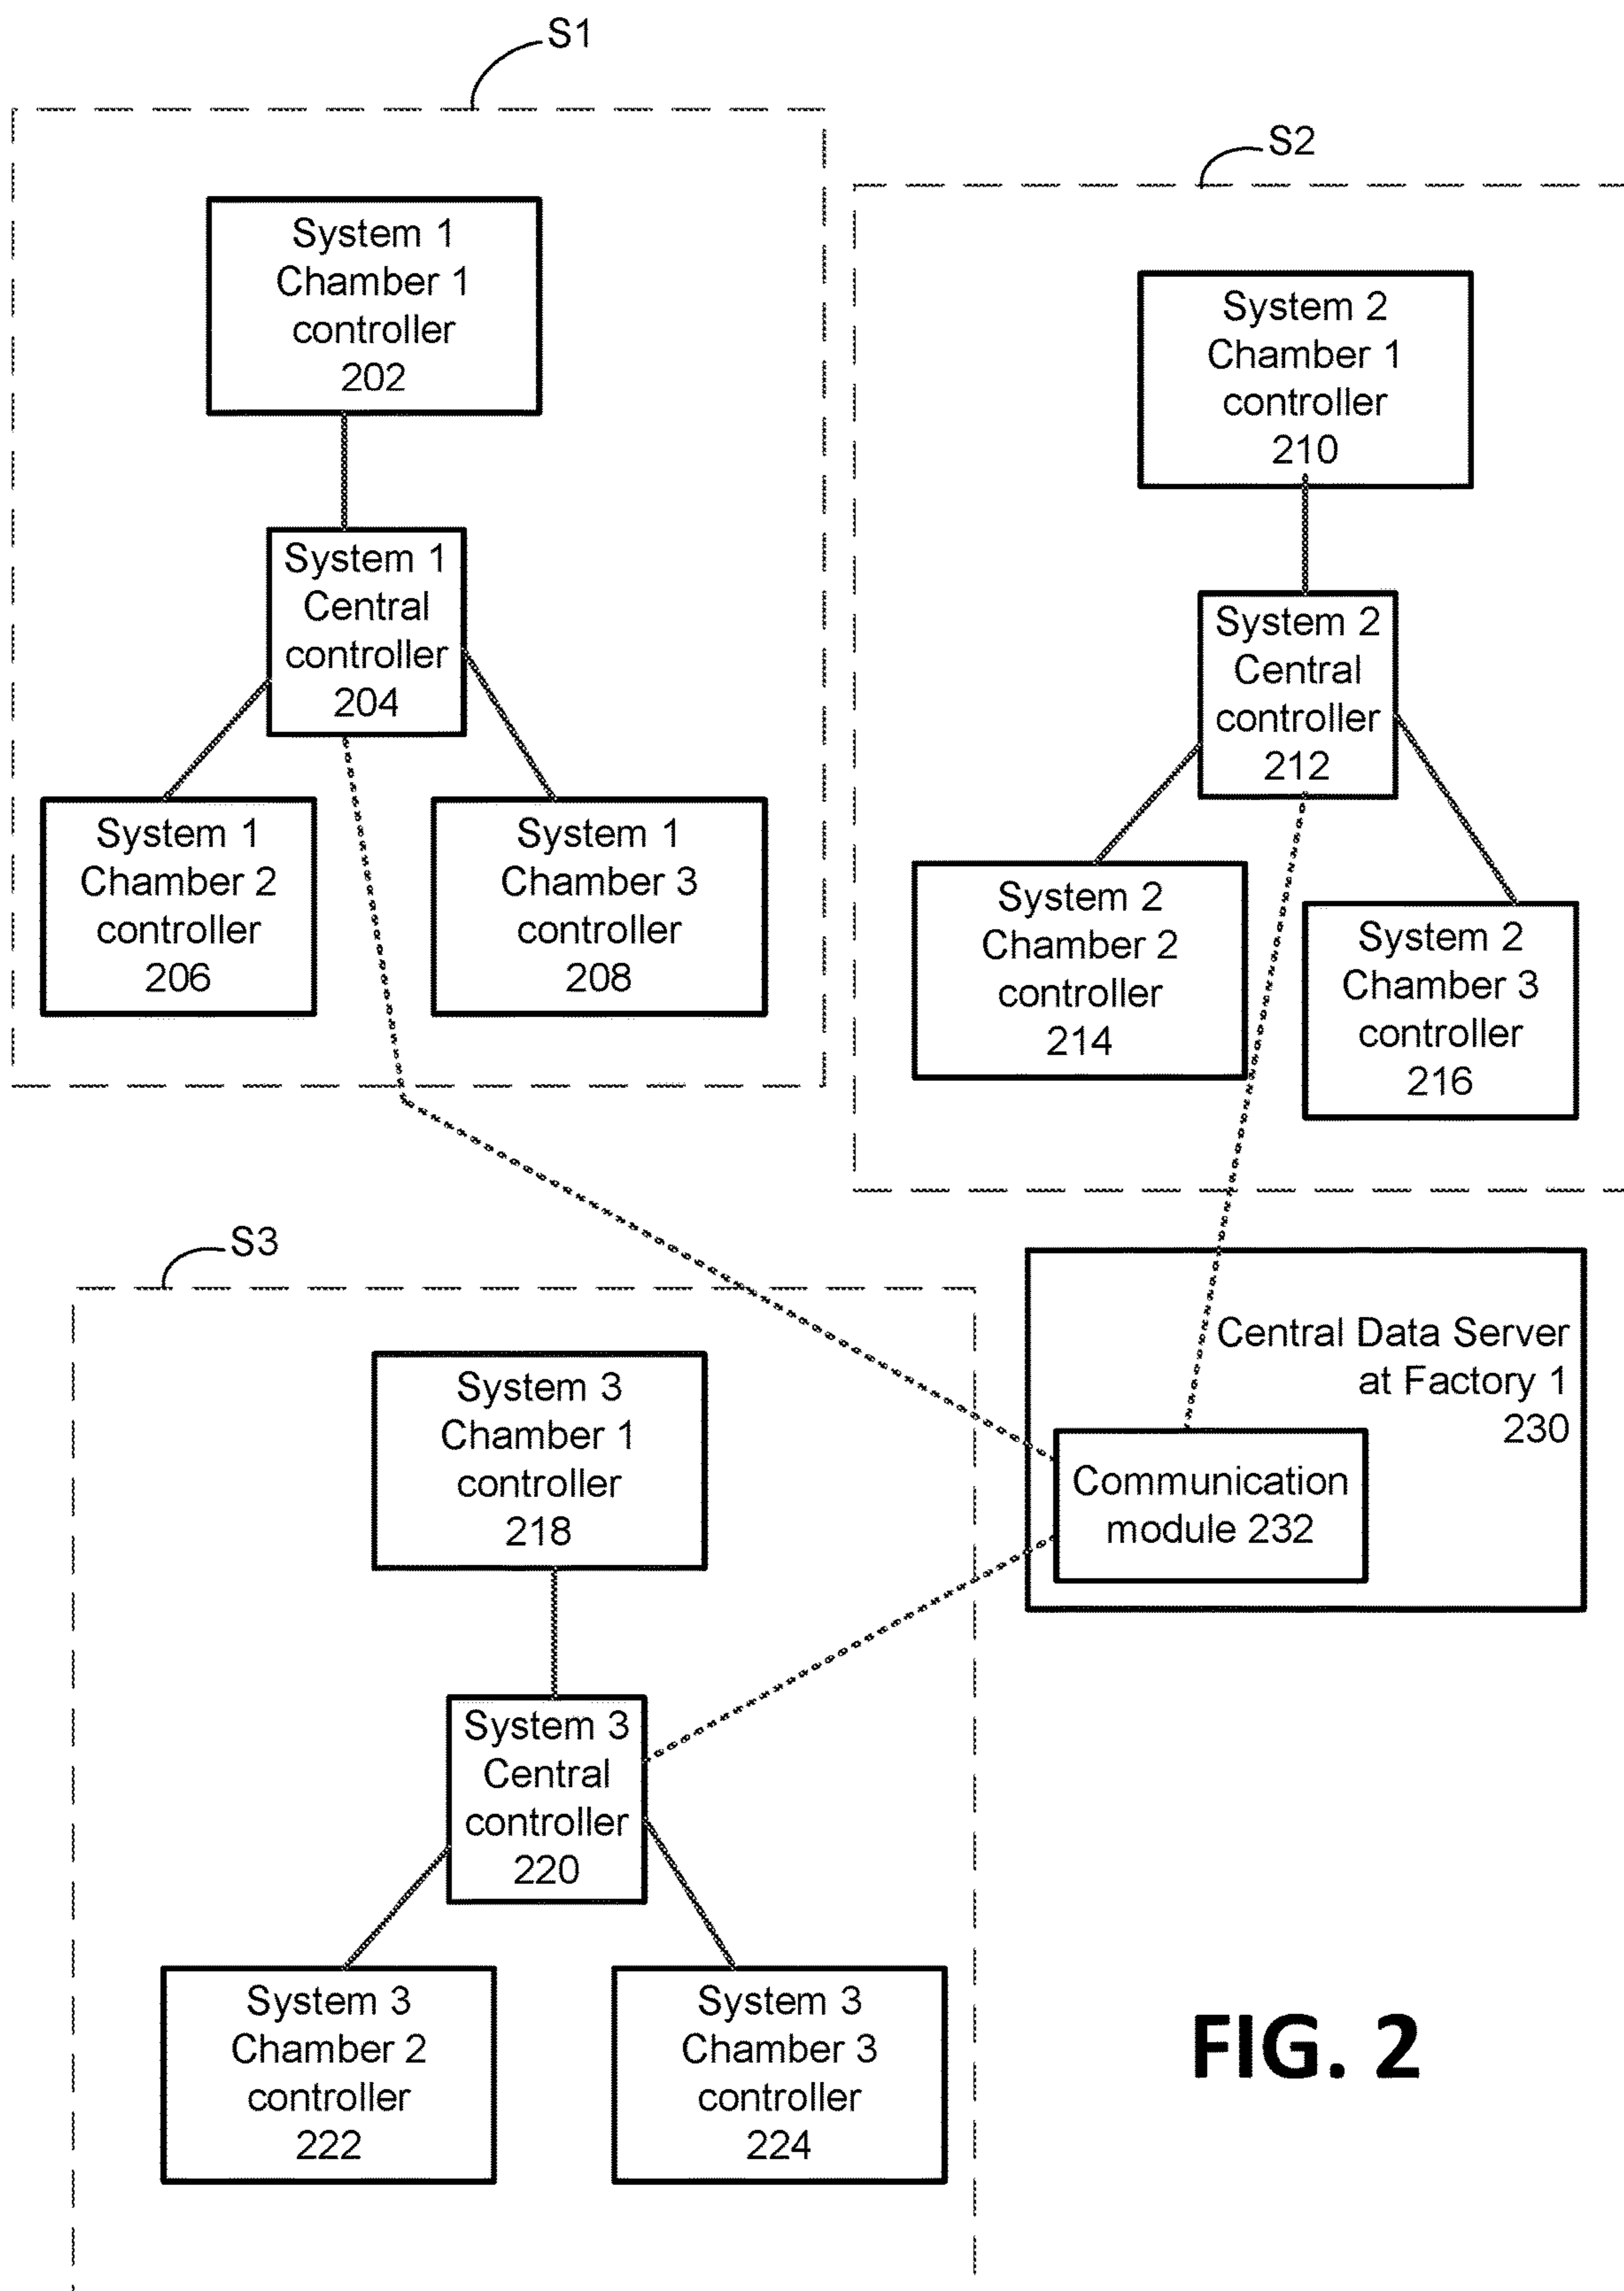 S1
System 1
Chamber 1
controller
202
System 1
Central
controller
204
System 1
Chamber 2
controller
206
System 1
Chamber 3
controller
208
S2
System 2
Chamber 1
controller
210
System 2
Central
controller
212
System 2
Chamber 2
controller
214
System 2
Chamber 3
controller
216
S3
System 3
Chamber 1
controller
218
System 3
Central
controller
220
System 3
Chamber 2
controller
222
System 3
Chamber 3
controller
224
Central Data Server
at Factory 1
230
Communication
module 232
FIG. 2